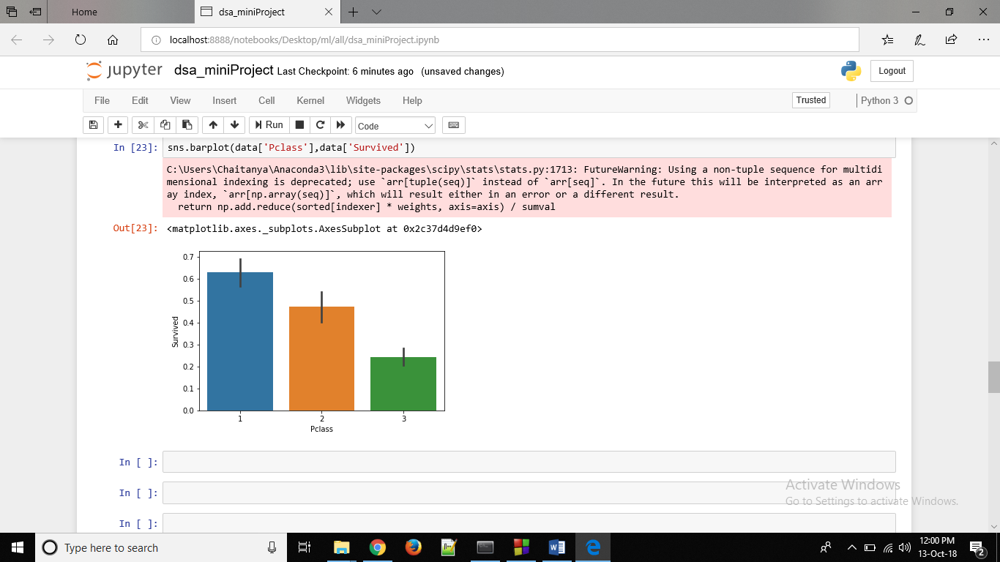 Home
dsa_miniProject
localhost:8888/notebooks/Desktop/ml/all/dsa_miniProject.ipynb
jupyter dsa_miniProject Last Checkpoint: 6 minutes ago (unsaved changes)
Logout
File Edit View Insert Cell Kernel Widgets Help
Trusted
Python 3
Run
Code
In [23]: sns.barplot(data['Pclass'],data['Survived'])
C:\Users\Chaitanya\Anaconda3\lib\site-packages\scipy\stats\stats.py:1713: FutureWarning: Using a non-tuple sequence for multidi
mensional indexing is deprecated; use `arr[tuple(seq)]` instead of `arr[seq]`. In the future this will be interpreted as an arr
ay index, `arr[np.array(seq)]`, which will result either in an error or a different result.
return np.add.reduce(sorted[indexer] * weights, axis=axis) / sumval
Out[23]: <matplotlib.axes._subplots.AxesSubplot at 0x2c37d4d9ef0>
0.7
0.6
0.5
0.4
0.3
0.2
0.1
0.0
Survived
1 2 3
Pclass
In [ ]:
In [ ]:
In [ ]:
Activate Windows
Go to Settings to activate Windows.
Type here to search
12:00 PM
13-Oct-18
2